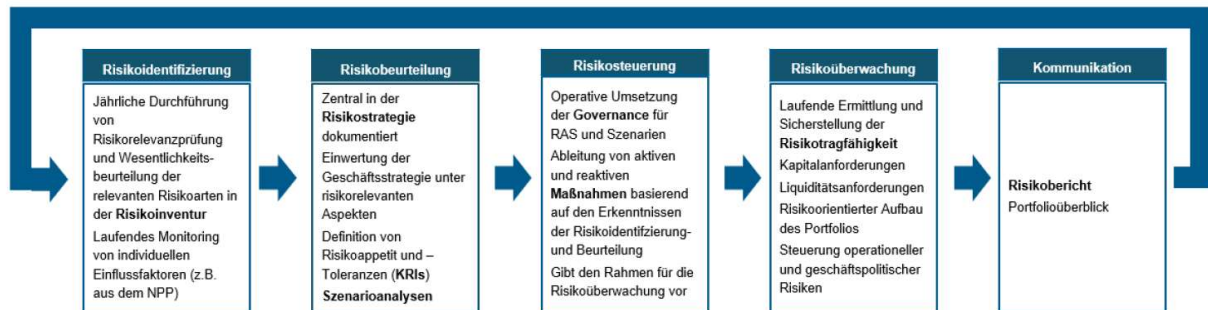 Risikoidentifizierung
Jährliche Durchführung
von
Risikorelevanzprüfung
und Wesentlichkeits-
beurteilung der
relevanten Risikoarten in
der Risikoinventur
Laufendes Monitoring
von individuellen
Einflussfaktoren (z.B.
aus dem NPP)
Risikobeurteilung
Zentral in der
Risikostrategie
dokumentiert
Einwertung der
Geschäftsstrategie unter
risikorelevanten
Aspekten
Definition von
Risikoappetit und –
Toleranzen (KRIs)
Szenarioanalysen
Risikosteuerung
Operative Umsetzung
der Governance für
RAS und Szenarien
Ableitung von aktiven
und reaktiven
Maßnahmen basierend
auf den Erkenntnissen
der Risikoidentifzierung-
und Beurteilung
Gibt den Rahmen für die
Risikoüberwachung vor
Risikoüberwachung
Laufende Ermittlung und
Sicherstellung der
Risikotragfähigkeit
Kapitalanforderungen
Liquiditätsanforderungen
Risikoorientierter Aufbau
des Portfolios
Steuerung operationeller
und geschäftspolitischer
Risiken
Kommunikation
Risikobericht
Portfolioüberblick